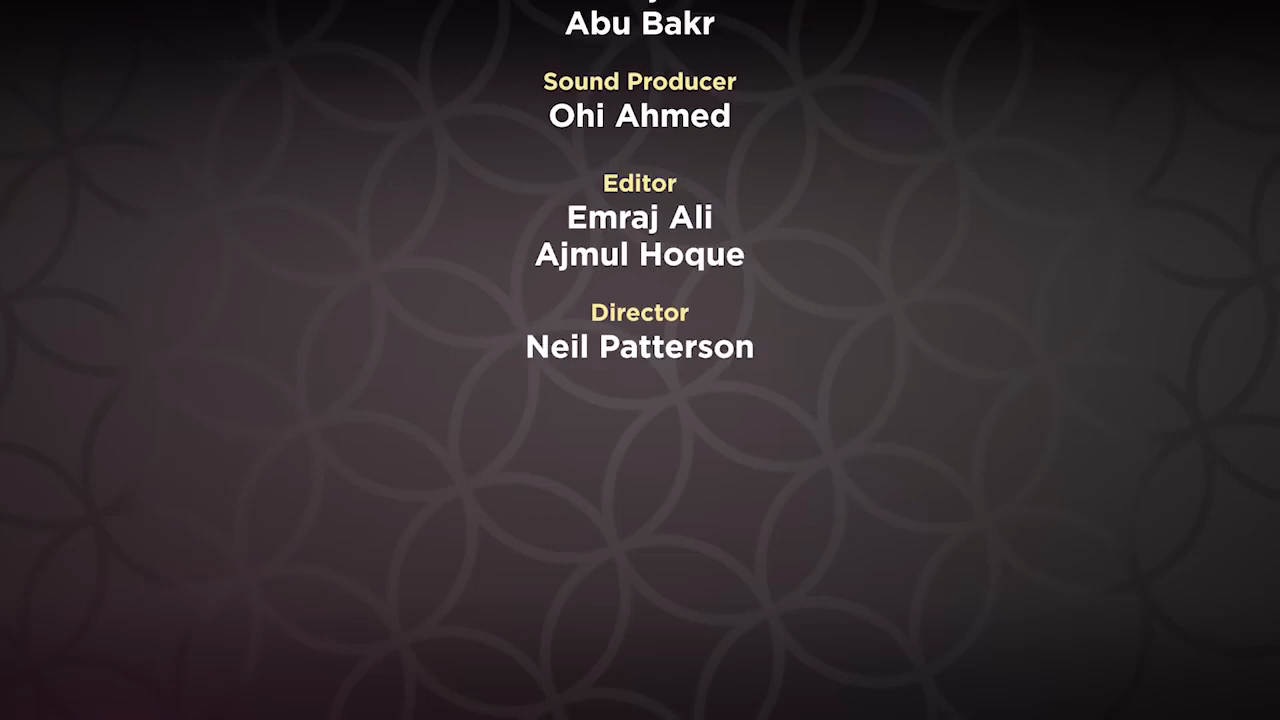 Abu Bakr
Sound Producer
Ohi Ahmed
Editor
Emraj Ali
Ajmul Hoque
Director
Neil Patterson